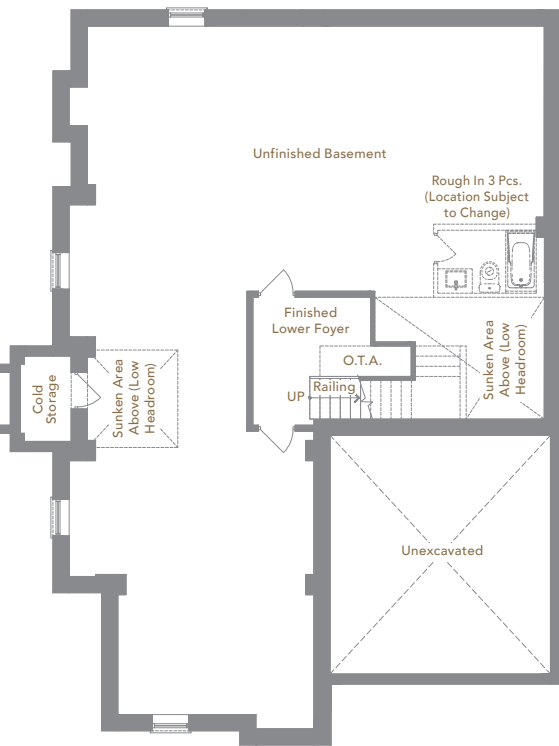 Unfinished Basement
Rough In 3 Pcs.
(Location Subject
to Change)
Finished
Lower Foyer
O.T.A.
Railing
UP
Sunken Area
Above (Low
Headroom)
Cold
Storage
Sunken Area
Above (Low
Headroom)
Unexcavated